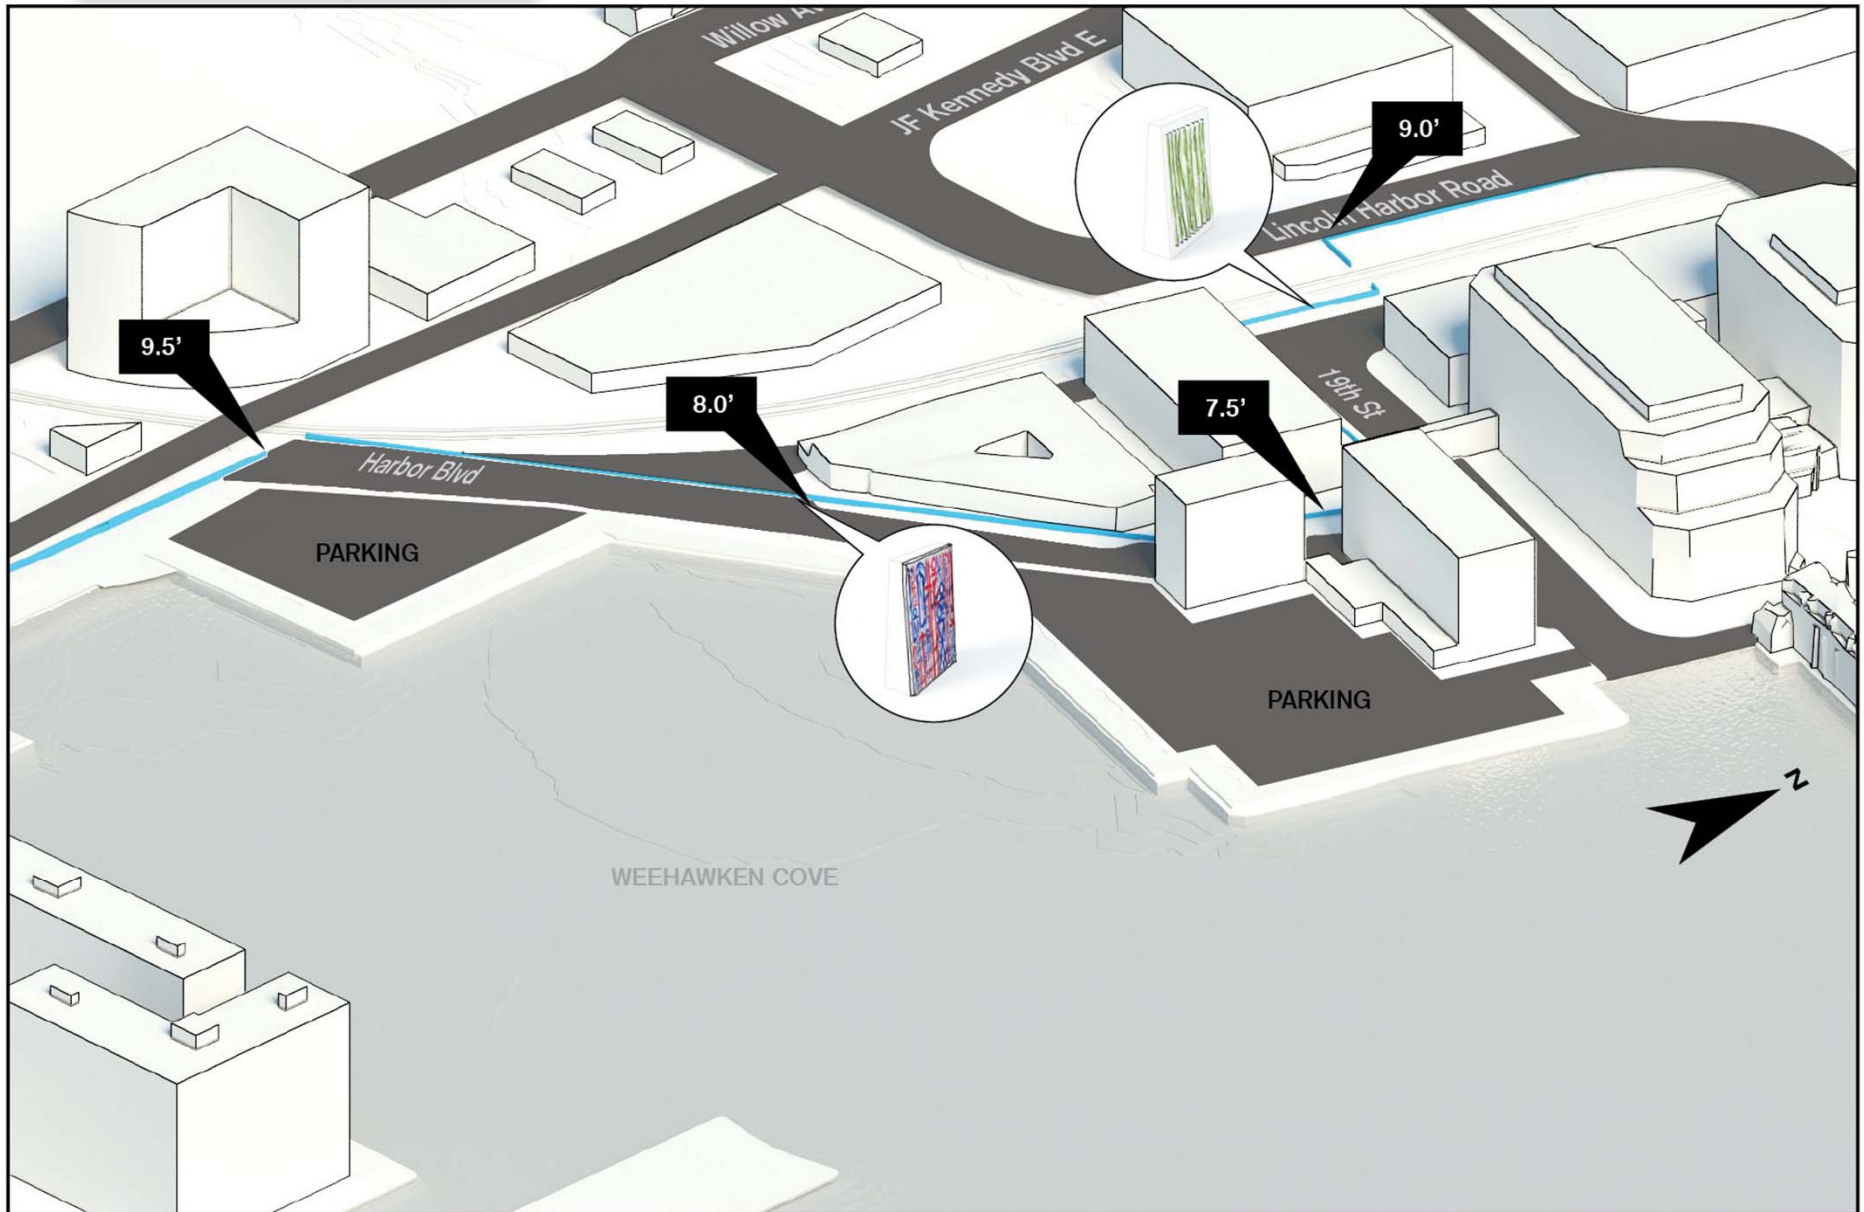 Willow
JF Kennedy Blvd E
9.0’
Lincoln Harbor Road
9.5’
8.0’
7.5’
19th St
Harbor Blvd
PARKING
PARKING
N
WEEHAWKEN COVE